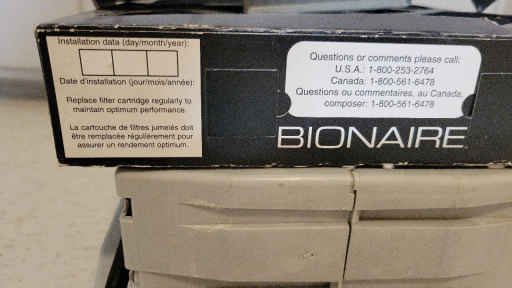 Installation data (day/month/year):
Date d'installation (jour/mois/année):
Replace filter cartridge regularly to
maintain optimum performance.
La cartouche de filtres jumelés doit
être remplacée régulièrement pour
assurer un rendement optimum.
Questions or comments please call:
U.S.A.: 1-800-253-2764
Canada: 1-800-561-6478
Questions ou commentaires, au Canada,
composer: 1-800-561-6478
BIONAIRE